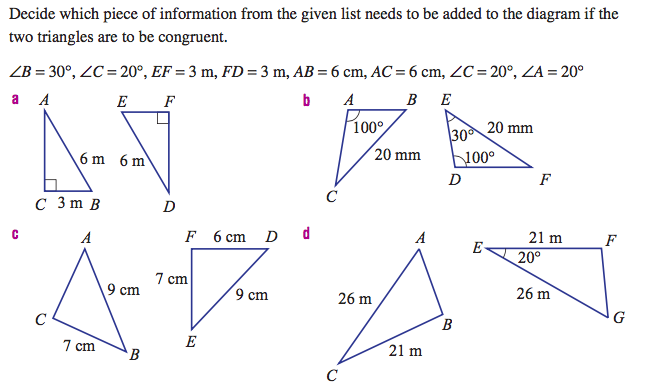 Decide which piece of information from the given list needs to be added to the diagram if the
two triangles are to be congruent.
∠B = 30°, ∠C = 20°, EF = 3 m, FD = 3 m, AB = 6 cm, AC = 6 cm, ∠C = 20°, ∠A = 20°
a A E F
6 m 6 m
C 3 m B D
b A B E
100° 30° 20 mm
20 mm 100°
C D F
c A F 6 cm D
9 cm 7 cm 9 cm
C
7 cm B E
d A E 21 m F
20°
26 m 26 m
B G
21 m
C